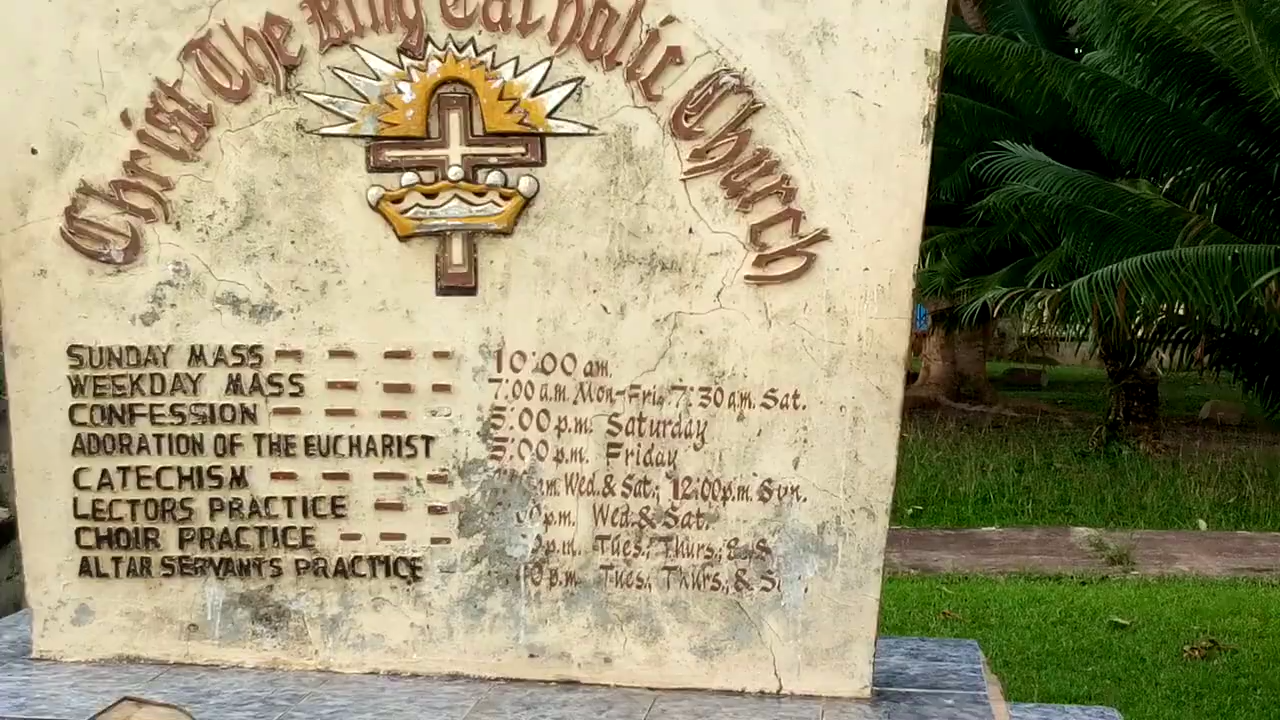 Christ The King Catholic Church
SUNDAY MASS - - - - 10:00 am.
WEEKDAY MASS - - - 7:00 a.m. Mon-Fri, 7:30 a.m. Sat.
CONFESSION - - - - 5:00 p.m. Saturday
ADORATION OF THE EUCHARIST 5:00 p.m. Friday
CATECHISM - - - - Wed. & Sat.; 12:00p.m. Sun.
LECTORS PRACTICE - - p.m. Wed. & Sat.
CHOIR PRACTICE - - - p.m. Tues; Thurs; &
ALTAR SERVANTS PRACTICE p.m. Tues; Thurs, &